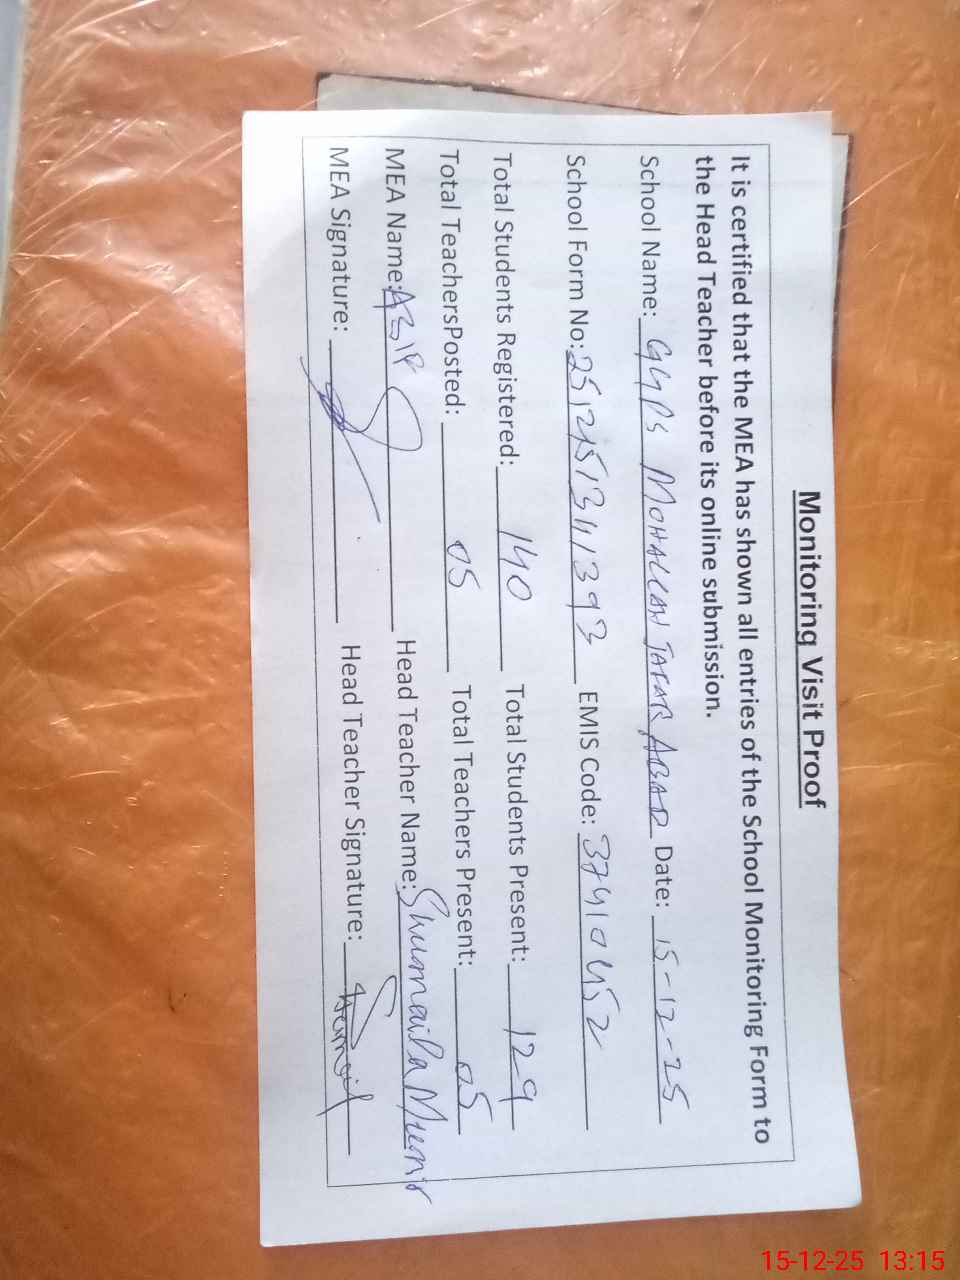 Monitoring Visit Proof
It is certified that the MEA has shown all entries of the School Monitoring Form to
the Head Teacher before its online submission.
School Name: GGPS MOHALLAH JAFAR ABAD Date: 15-12-25
School Form No: 251215131393 EMIS Code: 37410452
Total Students Registered: 140 Total Students Present: 129
Total TeachersPosted: 05 Total Teachers Present: 05
MEA Name: ASIF Head Teacher Name: Shumaila Munir
MEA Signature: Head Teacher Signature:
15-12-25 13:15